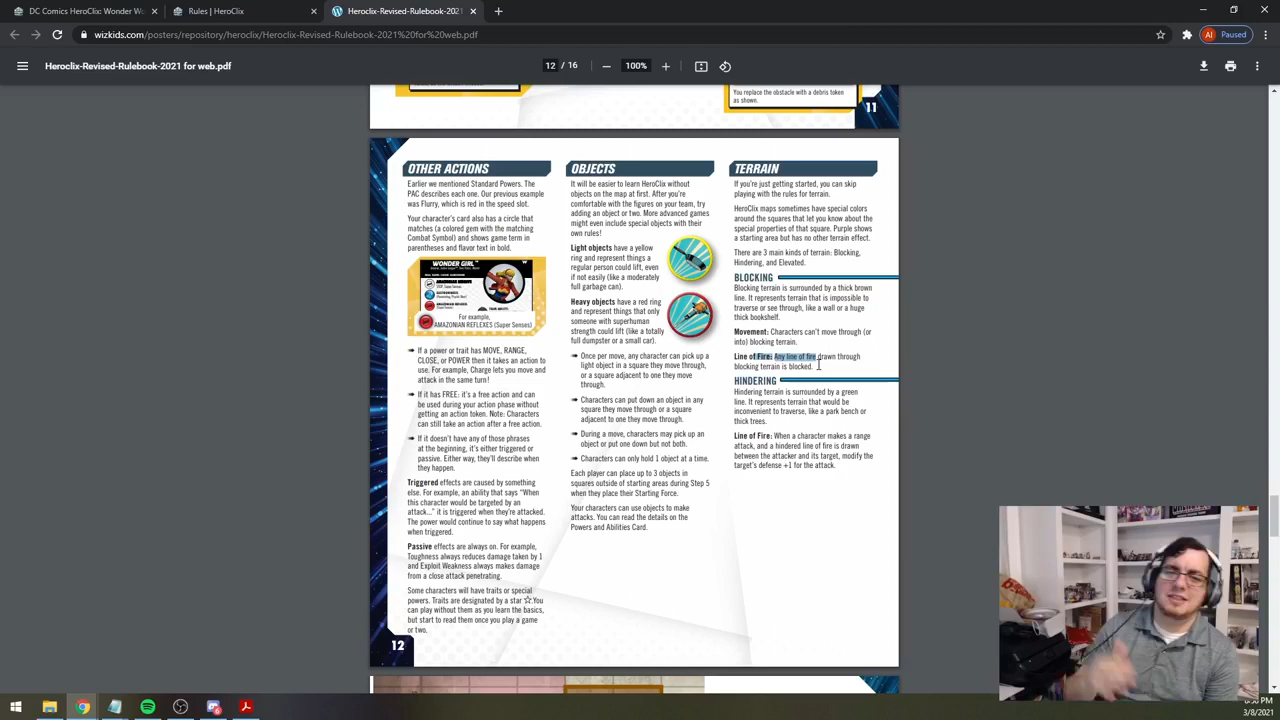 DC Comics HeroClix
Rules | HeroClix
Heroclix-Revised-Rulebook-2021
wizkids.com/posters/repository/heroclix/Heroclix-Revised-Rulebook-2021%20for%20web.pdf
Paused
Heroclix-Revised-Rulebook-2021 for web.pdf
12 / 16
100%
You replace the obstacle with a debris token
as shown.
11
OTHER ACTIONS
Earlier we mentioned Standard Powers. The
PAC describes each one. Our previous example
was Flurry, which is red in the speed slot.
Your character's card also has a circle that
matches (a colored gem with the matching
Combat Symbol) and shows game term in
parentheses and flavor text in bold.
WONDER GIRL
For example,
AMAZONIAN REFLEXES (Super Senses)
➠ If a power or trait has MOVE, RANGE,
CLOSE, or POWER then it takes an action to
use. For example, Charge lets you move and
attack in the same turn!
➠ If it has FREE: it's a free action and can
be used during your action phase without
getting an action token. Note: Characters
can still take an action after a free action.
➠ If it doesn't have any of those phrases
at the beginning, it's either triggered or
passive. Either way, they'll describe when
they happen.
Triggered effects are caused by something
else. For example, an ability that says "When
this character would be targeted by an
attack..." it is triggered when they're attacked.
The power would continue to say what happens
when triggered.
Passive effects are always on. For example,
Toughness always reduces damage taken by 1
and Exploit Weakness always makes damage
from a close attack penetrating.
Some characters will have traits or special
powers. Traits are designated by a star ☆.You
can play without them as you learn the basics,
but start to read them once you play a game
or two.
12
OBJECTS
It will be easier to learn HeroClix without
objects on the map at first. After you're
comfortable with the figures on your team, try
adding an object or two. More advanced games
might even include special objects with their
own rules!
Light objects have a yellow
ring and represent things a
regular person could lift, even
if not easily (like a moderately
full garbage can).
Heavy objects have a red ring
and represent things that only
someone with superhuman
strength could lift (like a totally
full dumpster or a small car).
➠ Once per move, any character can pick up a
light object in a square they move through,
or a square adjacent to one they move
through.
➠ Characters can put down an object in any
square they move through or a square
adjacent to one they move through.
➠ During a move, characters may pick up an
object or put one down but not both.
➠ Characters can only hold 1 object at a time.
Each player can place up to 3 objects in
squares outside of starting areas during Step 5
when they place their Starting Force.
Your characters can use objects to make
attacks. You can read the details on the
Powers and Abilities Card.
TERRAIN
If you're just getting started, you can skip
playing with the rules for terrain.
HeroClix maps sometimes have special colors
around the squares that let you know about the
special properties of that square. Purple shows
a starting area but has no other terrain effect.
There are 3 main kinds of terrain: Blocking,
Hindering, and Elevated.
BLOCKING
Blocking terrain is surrounded by a thick brown
line. It represents terrain that is impossible to
traverse or see through, like a wall or a huge
thick bookshelf.
Movement: Characters can't move through (or
into) blocking terrain.
Line of Fire: Any line of fire drawn through
blocking terrain is blocked.
HINDERING
Hindering terrain is surrounded by a green
line. It represents terrain that would be
inconvenient to traverse, like a park bench or
thick trees.
Line of Fire: When a character makes a range
attack, and a hindered line of fire is drawn
between the attacker and its target, modify the
target's defense +1 for the attack.
3/8/2021